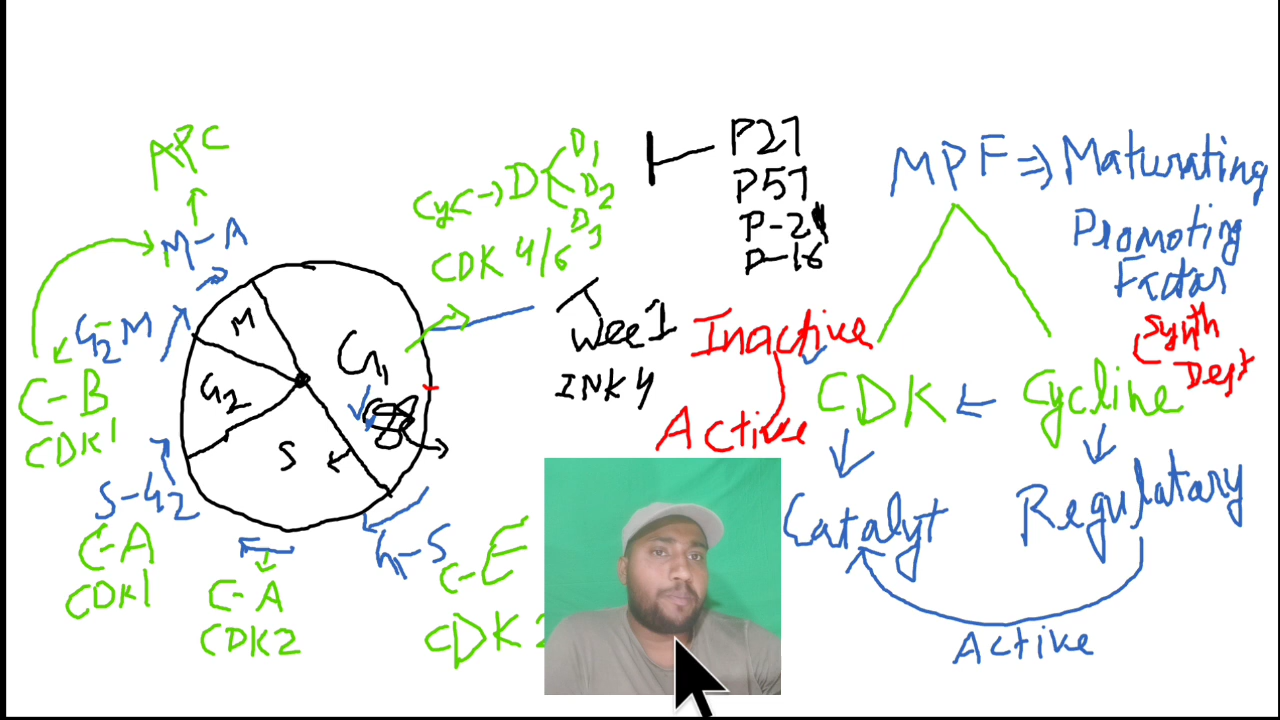 APC
M-A
G2-M
C-B
CDK1
S-G2
C-A
CDK1
C-A
CDK2
G1-S
C-E
CDK2
M
G1
G2
S
Cyc→D
D1
D2
D3
CDK 4/6
P27
P57
P-21
P-16
Wee1
INK4
MPF ⇒ Maturating
Promoting
Factor
Inactive
Active
CDK ← Cycline
Synth
Dest
Catalyt
Regulatary
Active